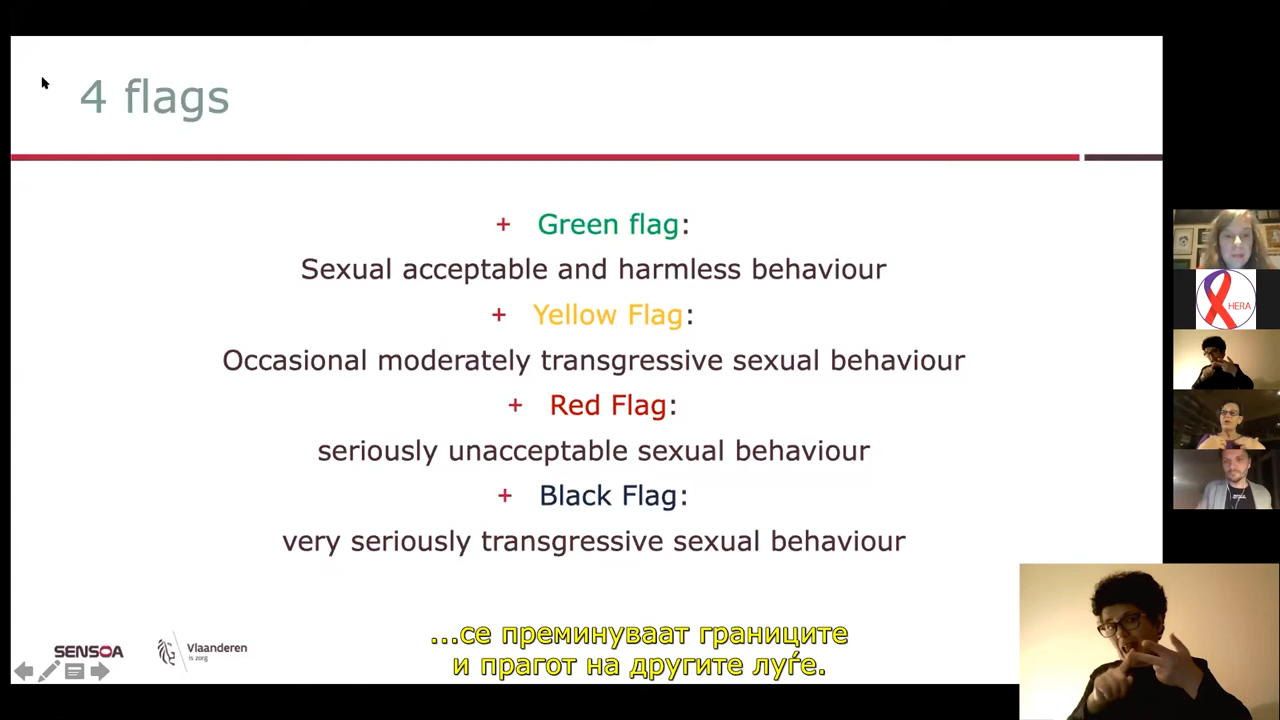 4 flags
+ Green flag:
Sexual acceptable and harmless behaviour
+ Yellow Flag:
Occasional moderately transgressive sexual behaviour
+ Red Flag:
seriously unacceptable sexual behaviour
+ Black Flag:
very seriously transgressive sexual behaviour
SENSOA
Vlaanderen
is zorg
HERA
...се преминуваат границите
и прагот на другите луѓе.